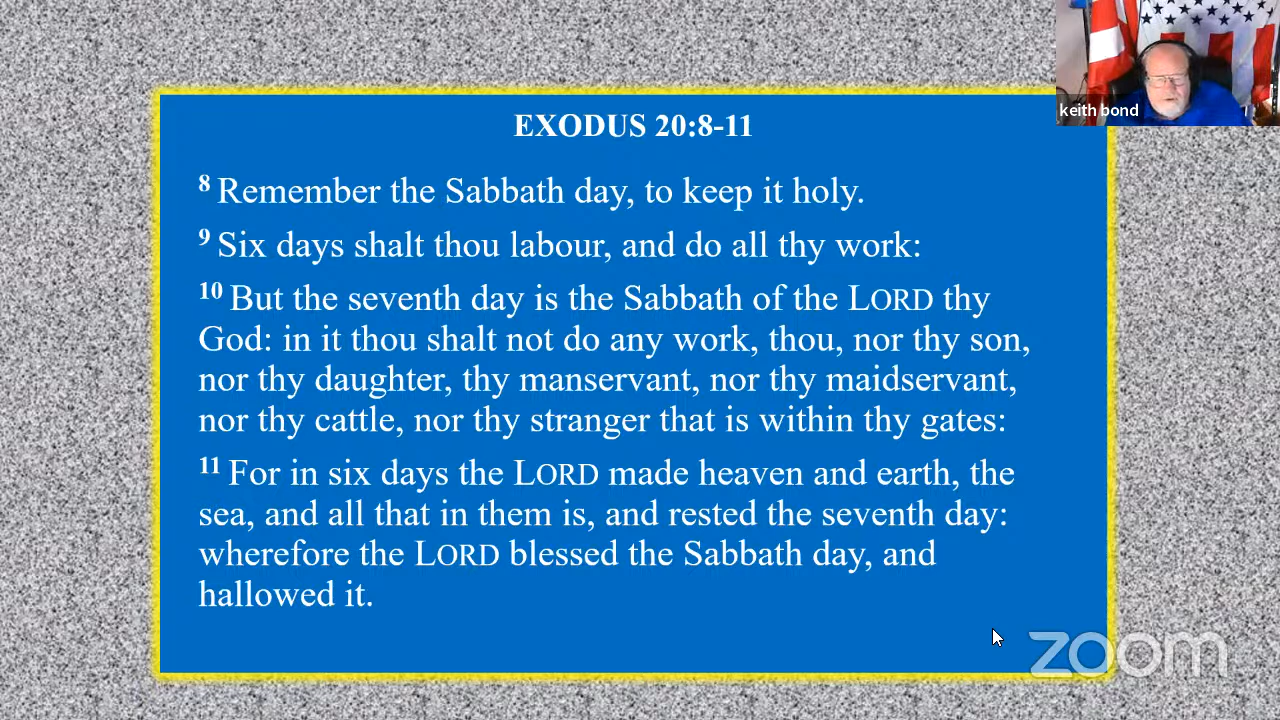 EXODUS 20:8-11
8 Remember the Sabbath day, to keep it holy.
9 Six days shalt thou labour, and do all thy work:
10 But the seventh day is the Sabbath of the LORD thy
God: in it thou shalt not do any work, thou, nor thy son,
nor thy daughter, thy manservant, nor thy maidservant,
nor thy cattle, nor thy stranger that is within thy gates:
11 For in six days the LORD made heaven and earth, the
sea, and all that in them is, and rested the seventh day:
wherefore the LORD blessed the Sabbath day, and
hallowed it.
keith bond
zoom